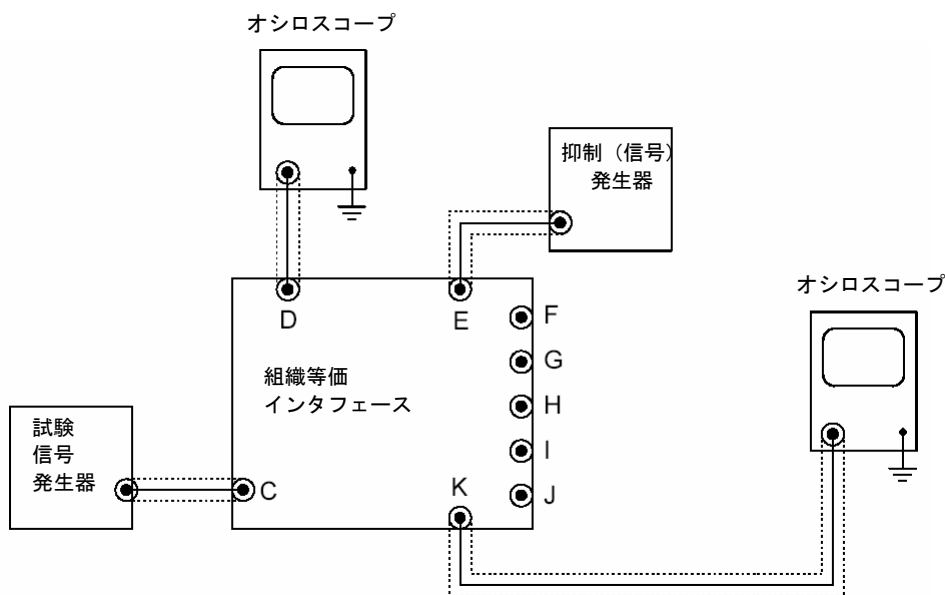 オシロスコープ
抑制（信号）
発生器
オシロスコープ
D
E
F
G
H
I
J
組織等価
インタフェース
試験
信号
発生器
C
K